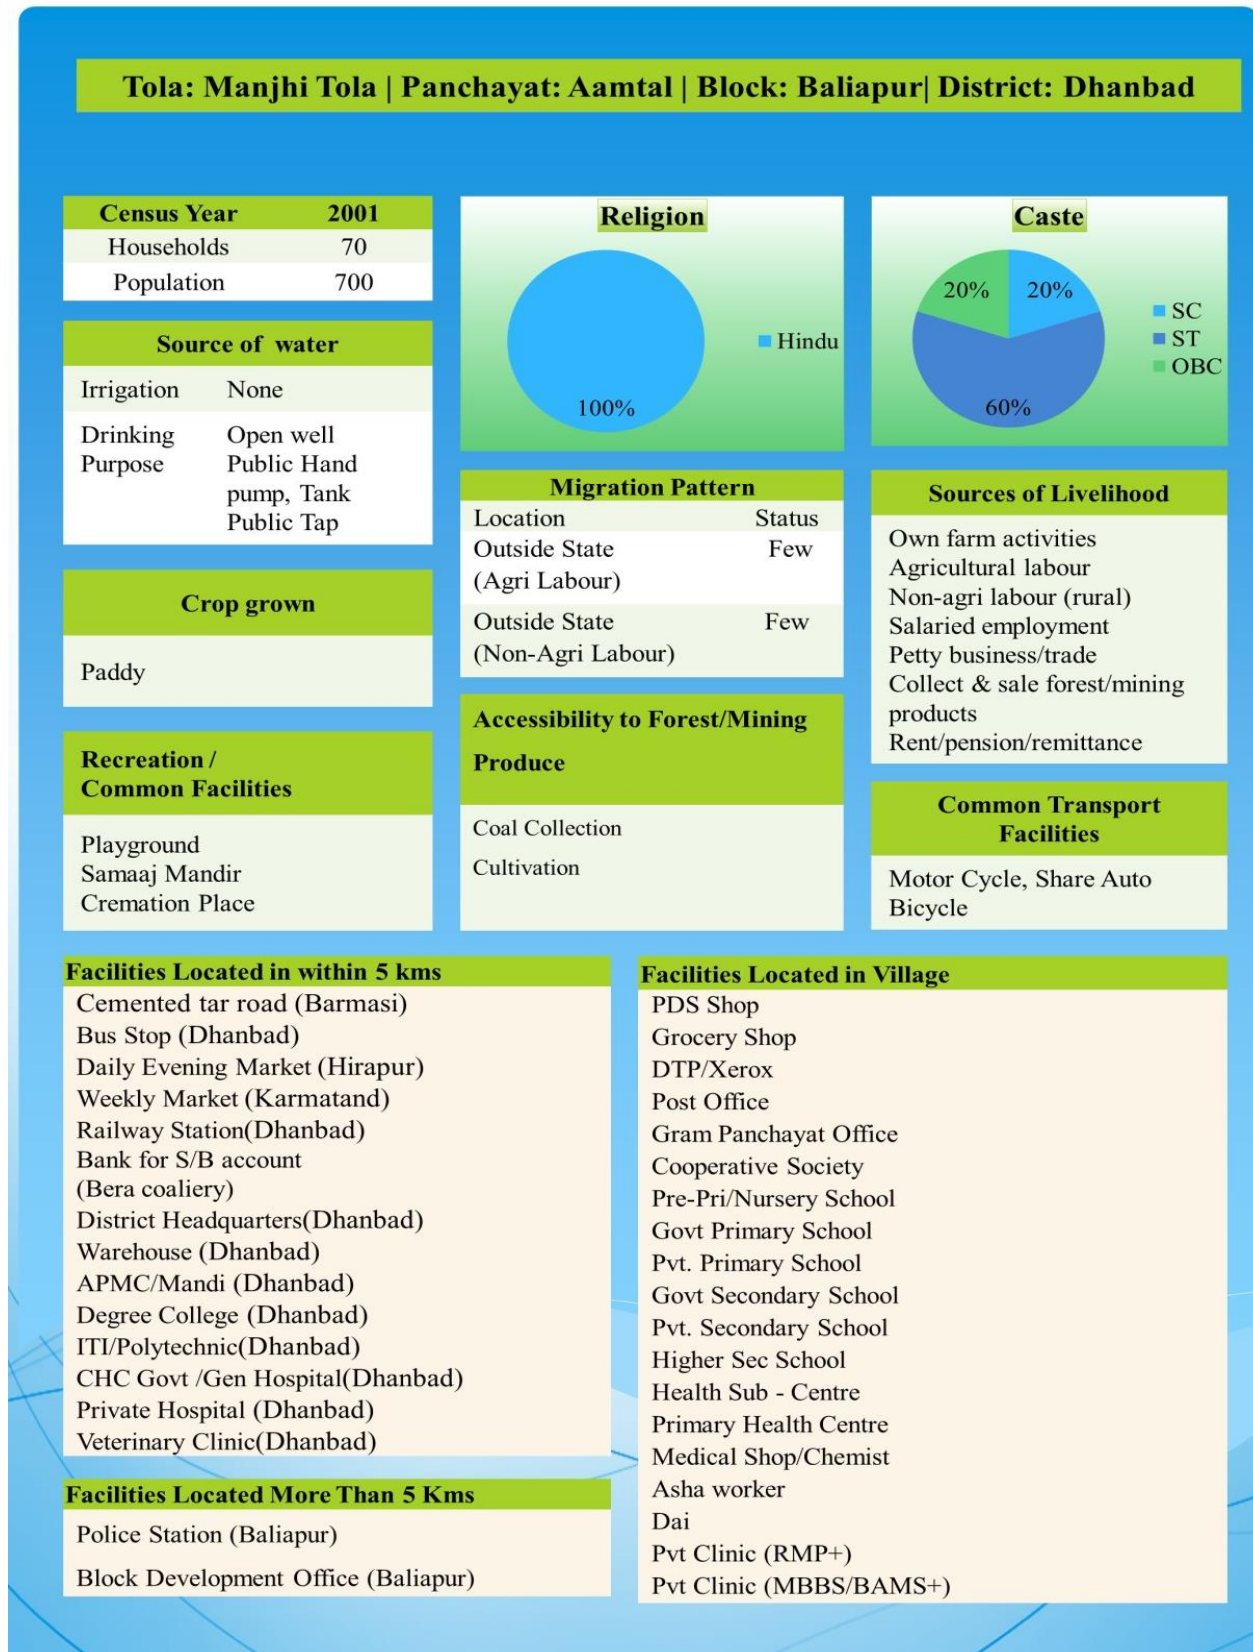 Tola: Manjhi Tola | Panchayat: Aamtal | Block: Baliapur| District: Dhanbad
Census Year 2001
Households 70
Population 700
Source of water
Irrigation None
Drinking Open well
Purpose Public Hand
pump, Tank
Public Tap
Crop grown
Paddy
Recreation /
Common Facilities
Playground
Samaaj Mandir
Cremation Place
Religion
100%
Hindu
Migration Pattern
Location Status
Outside State Few
(Agri Labour)
Outside State Few
(Non-Agri Labour)
Accessibility to Forest/Mining
Produce
Coal Collection
Cultivation
Caste
20% 20%
60%
SC
ST
OBC
Sources of Livelihood
Own farm activities
Agricultural labour
Non-agri labour (rural)
Salaried employment
Petty business/trade
Collect & sale forest/mining
products
Rent/pension/remittance
Common Transport
Facilities
Motor Cycle, Share Auto
Bicycle
Facilities Located in within 5 kms
Cemented tar road (Barmasi)
Bus Stop (Dhanbad)
Daily Evening Market (Hirapur)
Weekly Market (Karmatand)
Railway Station(Dhanbad)
Bank for S/B account
(Bera coaliery)
District Headquarters(Dhanbad)
Warehouse (Dhanbad)
APMC/Mandi (Dhanbad)
Degree College (Dhanbad)
ITI/Polytechnic(Dhanbad)
CHC Govt /Gen Hospital(Dhanbad)
Private Hospital (Dhanbad)
Veterinary Clinic(Dhanbad)
Facilities Located More Than 5 Kms
Police Station (Baliapur)
Block Development Office (Baliapur)
Facilities Located in Village
PDS Shop
Grocery Shop
DTP/Xerox
Post Office
Gram Panchayat Office
Cooperative Society
Pre-Pri/Nursery School
Govt Primary School
Pvt. Primary School
Govt Secondary School
Pvt. Secondary School
Higher Sec School
Health Sub - Centre
Primary Health Centre
Medical Shop/Chemist
Asha worker
Dai
Pvt Clinic (RMP+)
Pvt Clinic (MBBS/BAMS+)